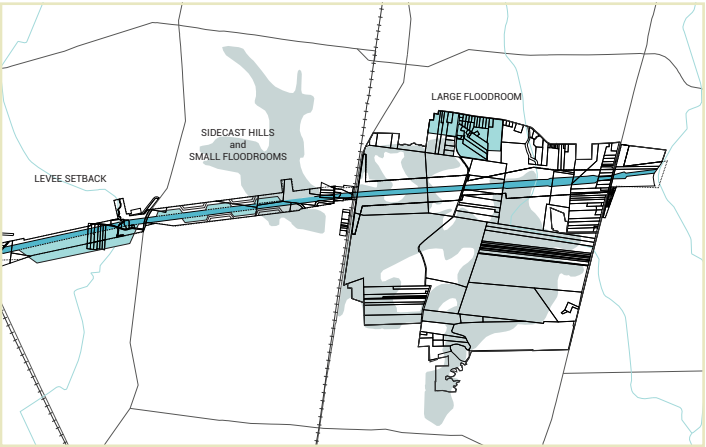 LARGE FLOODROOM
SIDECAST HILLS
and
SMALL FLOODROOMS
LEVEE SETBACK